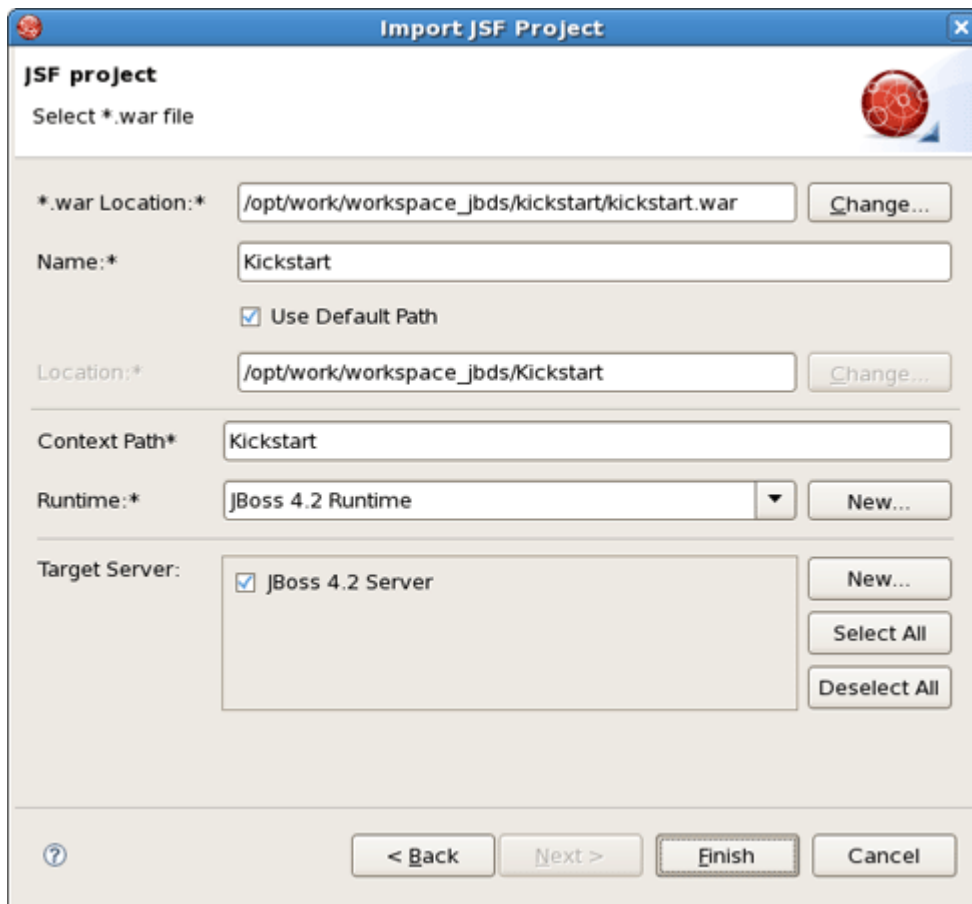 Import JSF Project
JSF project
Select *.war file
*.war Location:* /opt/work/workspace_jbds/kickstart/kickstart.war Change...
Name:* Kickstart
Use Default Path
Location:* /opt/work/workspace_jbds/Kickstart Change...
Context Path* Kickstart
Runtime:* JBoss 4.2 Runtime New...
Target Server: JBoss 4.2 Server New...
Select All
Deselect All
< Back Next > Finish Cancel